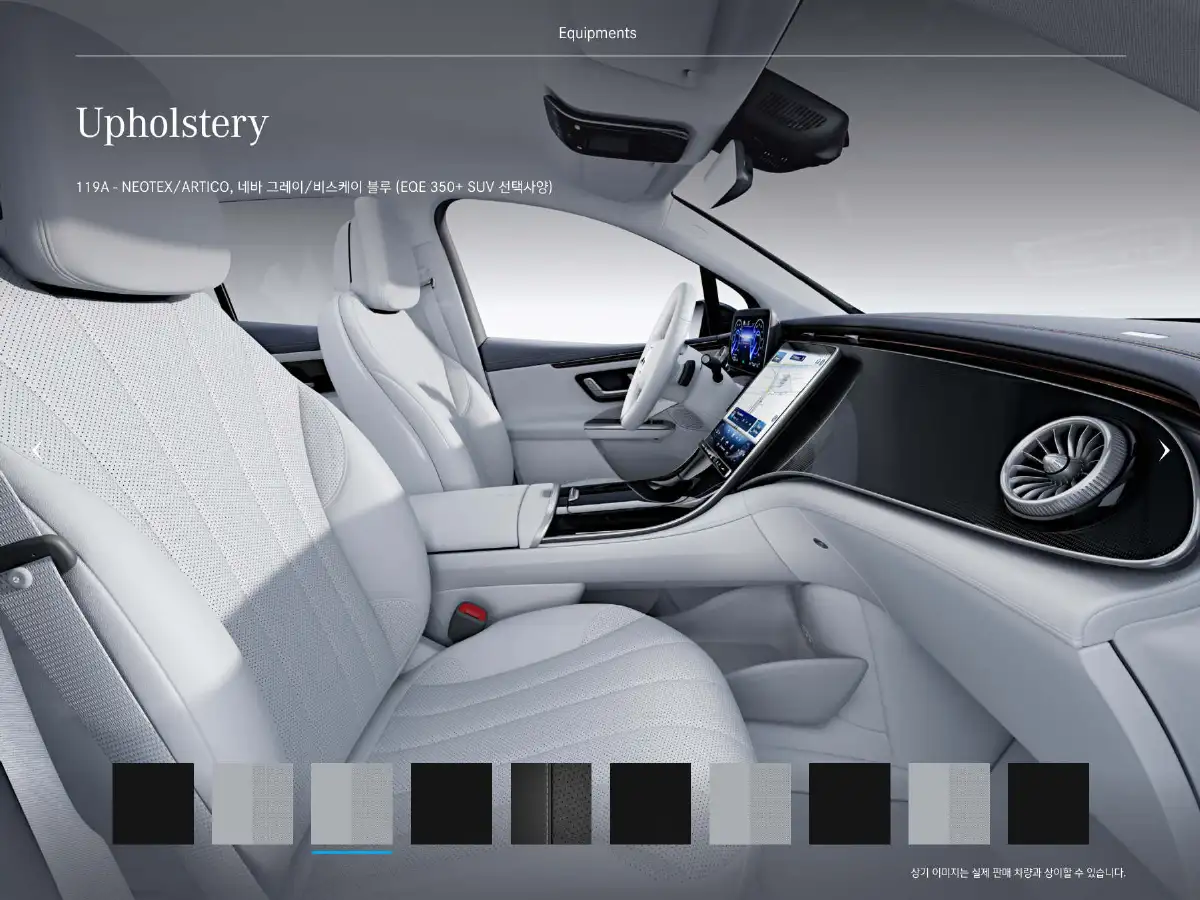 Equipments
Upholstery
119A - NEOTEX/ARTICO, 네바 그레이/비스케이 블루 (EQE 350+ SUV 선택사양)
상기 이미지는 실제 판매 차량과 상이할 수 있습니다.